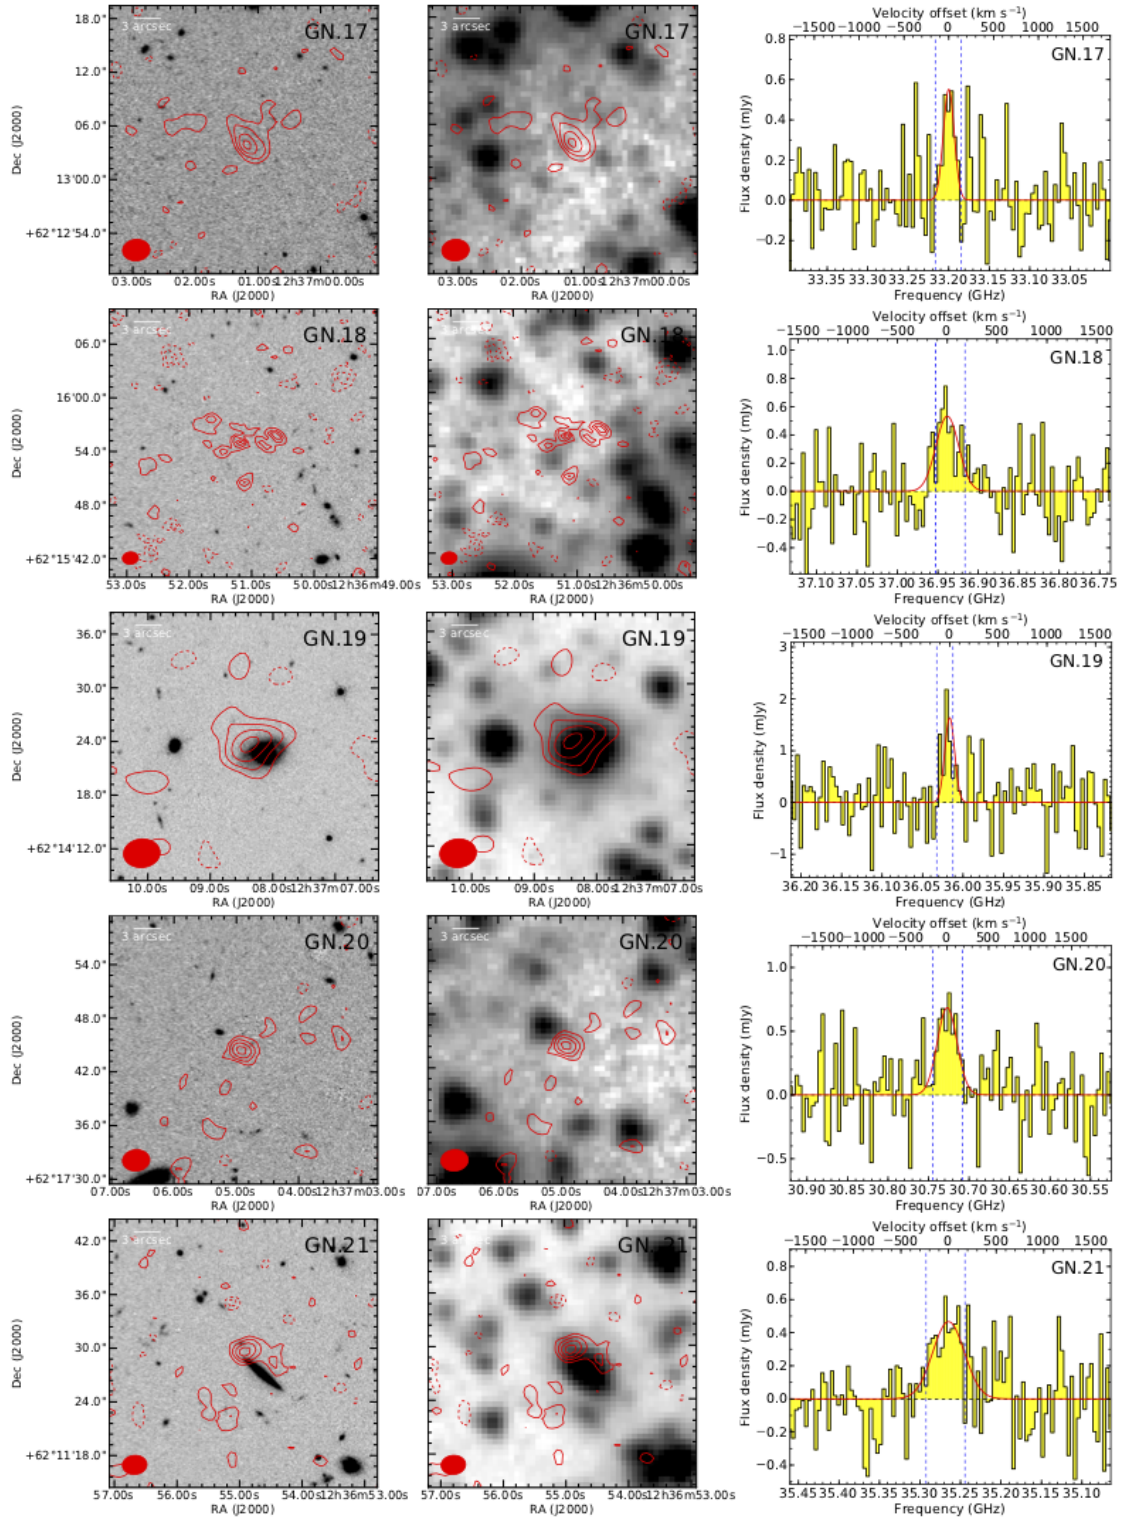 Velocity offset (km s⁻¹)
−1500 −1000 −500 0 500 1000 1500
18.0"
12.0"
06.0"
13'00.0"
+62°12'54.0"
Dec (J2000)
3 arcsec
GN.17
03.00s 02.00s 01.00s 12h37m00.00s
RA (J2000)
3 arcsec
GN.17
03.00s 02.00s 01.00s 12h37m00.00s
RA (J2000)
GN.17
Flux density (mJy)
0.8
0.6
0.4
0.2
0.0
−0.2
33.35 33.30 33.25 33.20 33.15 33.10 33.05
Frequency (GHz)
Velocity offset (km s⁻¹)
−1500 −1000 −500 0 500 1000 1500
06.0"
16'00.0"
54.0"
48.0"
+62°15'42.0"
Dec (J2000)
3 arcsec
GN.18
53.00s 52.00s 51.00s 50.00s 12h36m49.00s
RA (J2000)
3 arcsec
GN.18
53.00s 52.00s 51.00s 12h36m50.00s
RA (J2000)
GN.18
Flux density (mJy)
1.0
0.8
0.6
0.4
0.2
0.0
−0.2
−0.4
37.10 37.05 37.00 36.95 36.90 36.85 36.80 36.75
Frequency (GHz)
Velocity offset (km s⁻¹)
−1500 −1000 −500 0 500 1000 1500
36.0"
30.0"
24.0"
18.0"
+62°14'12.0"
Dec (J2000)
3 arcsec
GN.19
10.00s 09.00s 08.00s 12h37m07.00s
RA (J2000)
3 arcsec
GN.19
10.00s 09.00s 08.00s 12h37m07.00s
RA (J2000)
GN.19
Flux density (mJy)
3
2
1
0
−1
36.20 36.15 36.10 36.05 36.00 35.95 35.90 35.85
Frequency (GHz)
Velocity offset (km s⁻¹)
−1500 −1000 −500 0 500 1000 1500
54.0"
48.0"
42.0"
36.0"
+62°17'30.0"
Dec (J2000)
3 arcsec
GN.20
07.00s 06.00s 05.00s 04.00s 12h37m03.00s
RA (J2000)
3 arcsec
GN.20
07.00s 06.00s 05.00s 04.00s 12h37m03.00s
RA (J2000)
GN.20
Flux density (mJy)
1.0
0.5
0.0
−0.5
30.90 30.85 30.80 30.75 30.70 30.65 30.60 30.55
Frequency (GHz)
Velocity offset (km s⁻¹)
−1500 −1000 −500 0 500 1000 1500
42.0"
36.0"
30.0"
24.0"
+62°11'18.0"
Dec (J2000)
3 arcsec
GN.21
57.00s 56.00s 55.00s 54.00s 12h36m53.00s
RA (J2000)
3 arcsec
GN.21
57.00s 56.00s 55.00s 54.00s 12h36m53.00s
RA (J2000)
GN.21
Flux density (mJy)
0.8
0.6
0.4
0.2
0.0
−0.2
−0.4
35.45 35.40 35.35 35.30 35.25 35.20 35.15 35.10
Frequency (GHz)